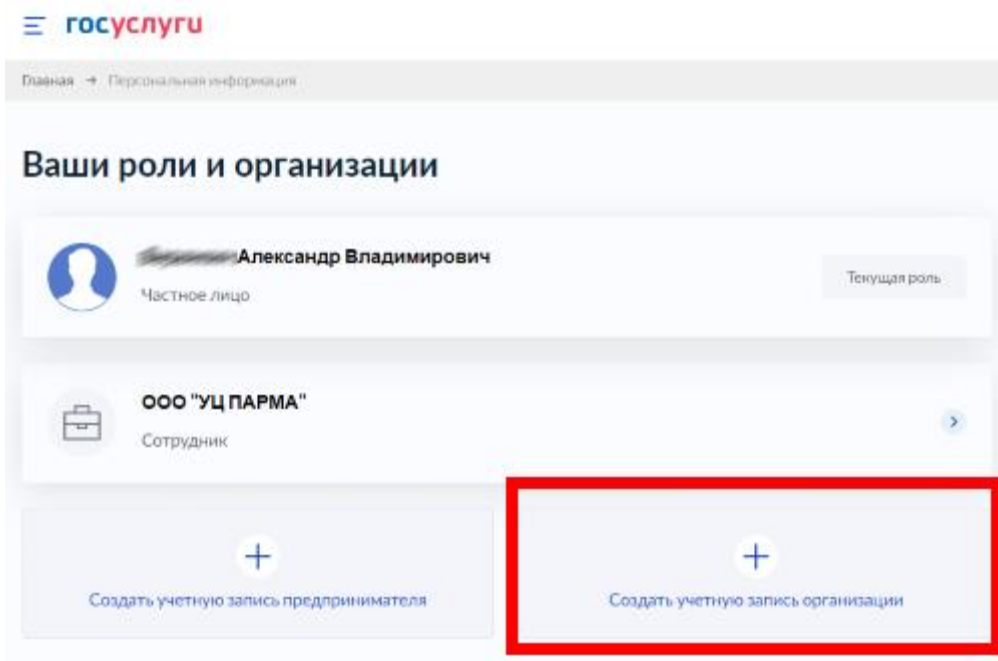 госуслуги
Главная → Персональная информация
Ваши роли и организации
Александр Владимирович
Частное лицо
Текущая роль
ООО "УЦ ПАРМА"
Сотрудник
Создать учетную запись предпринимателя
Создать учетную запись организации